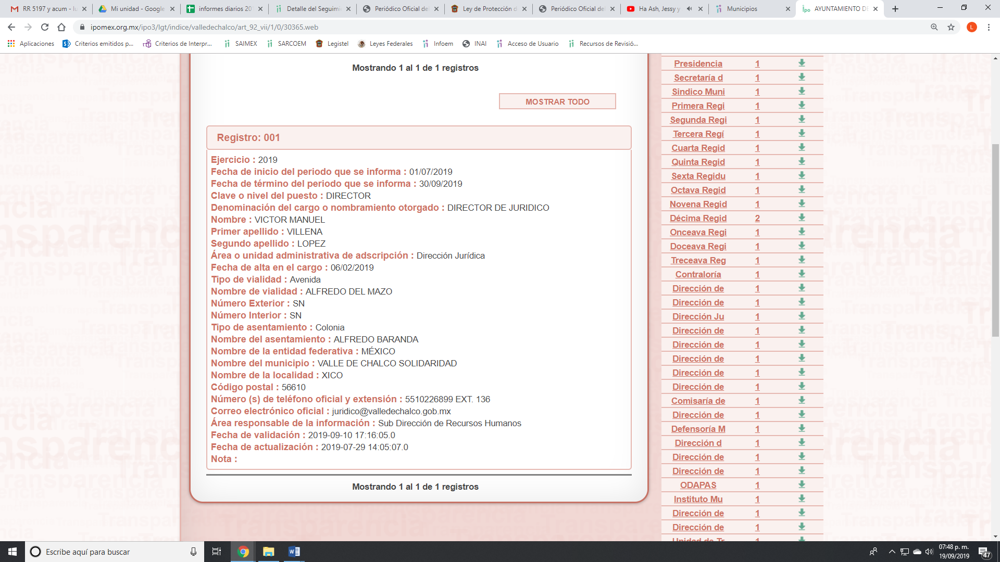 RR 5197 y acum - lu
Mi unidad - Google
informes diarios 201
Detalle del Seguimie
Periódico Oficial del
Ley de Protección d
Periódico Oficial del
Ha Ash, Jessy y
Municipios
AYUNTAMIENTO DE
ipomex.org.mx/ipo3/lgt/indice/valledechalco/art_92_vii/1/0/30365.web
L
Aplicaciones
Criterios emitidos p...
Criterios de Interpr...
SAIMEX
SARCOEM
Legistel
Leyes Federales
Infoem
INAI
Acceso de Usuario
Recursos de Revisió...
Mostrando 1 al 1 de 1 registros
MOSTRAR TODO
Registro: 001
Ejercicio : 2019
Fecha de inicio del periodo que se informa : 01/07/2019
Fecha de término del periodo que se informa : 30/09/2019
Clave o nivel del puesto : DIRECTOR
Denominación del cargo o nombramiento otorgado : DIRECTOR DE JURIDICO
Nombre : VICTOR MANUEL
Primer apellido : VILLENA
Segundo apellido : LOPEZ
Área o unidad administrativa de adscripción : Dirección Jurídica
Fecha de alta en el cargo : 06/02/2019
Tipo de vialidad : Avenida
Nombre de vialidad : ALFREDO DEL MAZO
Número Exterior : SN
Número Interior : SN
Tipo de asentamiento : Colonia
Nombre del asentamiento : ALFREDO BARANDA
Nombre de la entidad federativa : MÉXICO
Nombre del municipio : VALLE DE CHALCO SOLIDARIDAD
Nombre de la localidad : XICO
Código postal : 56610
Número (s) de teléfono oficial y extensión : 5510226899 EXT. 136
Correo electrónico oficial : juridico@valledechalco.gob.mx
Área responsable de la información : Sub Dirección de Recursos Humanos
Fecha de validación : 2019-09-10 17:16:05.0
Fecha de actualización : 2019-07-29 14:05:07.0
Nota :
Mostrando 1 al 1 de 1 registros
Presidencia 1
Secretaría d 1
Sindico Muni 1
Primera Regi 1
Segunda Regi 1
Tercera Regí 1
Cuarta Regid 1
Quinta Regid 1
Sexta Regidu 1
Octava Regid 1
Novena Regid 1
Décima Regid 2
Onceava Regi 1
Doceava Regi 1
Treceava Reg 1
Contraloría 1
Dirección de 1
Dirección de 1
Dirección Ju 1
Dirección de 1
Dirección de 1
Dirección de 1
Dirección de 1
Dirección de 1
Comisaría de 1
Dirección de 1
Defensoría M 1
Dirección d 1
Dirección de 1
Dirección de 1
ODAPAS 1
Instituto Mu 1
Dirección de 1
Dirección de 1
Unidad de Tr 1
Escribe aquí para buscar
07:48 p. m.
19/09/2019
47